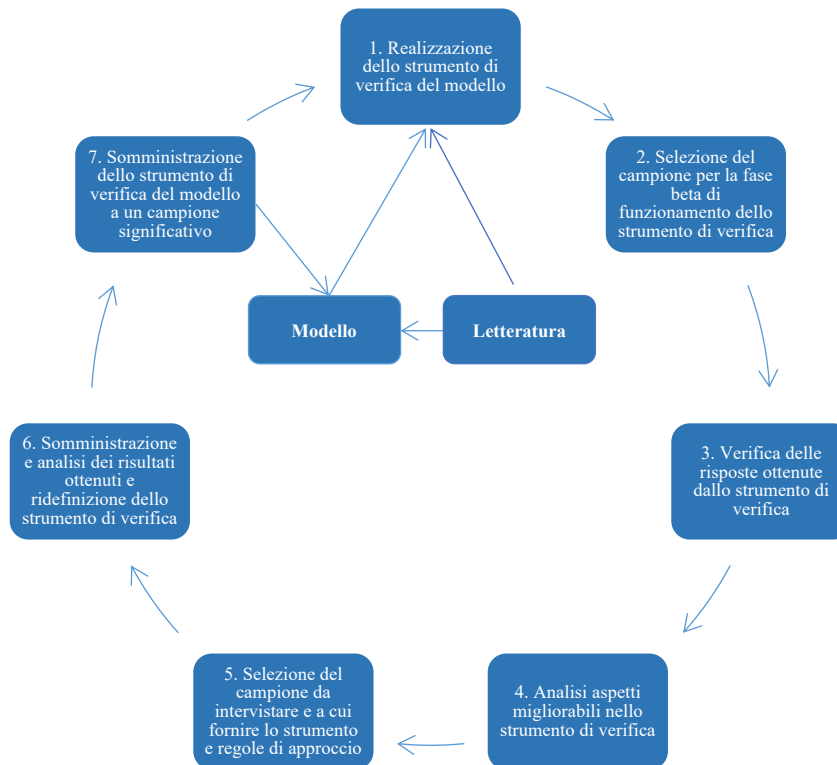 1. Realizzazione
dello strumento di
verifica del modello
2. Selezione del
campione per la fase
beta di
funzionamento dello
strumento di verifica
3. Verifica delle
risposte ottenute
dallo strumento di
verifica
4. Analisi aspetti
migliorabili nello
strumento di verifica
5. Selezione del
campione da
intervistare e a cui
fornire lo strumento
e regole di approccio
6. Somministrazione
e analisi dei risultati
ottenuti e
ridefinizione dello
strumento di verifica
7. Somministrazione
dello strumento di
verifica del modello
a un campione
significativo
Modello
Letteratura